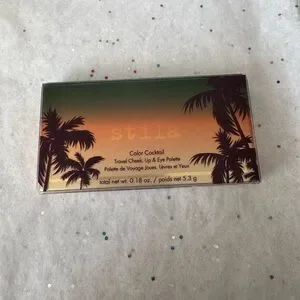 stila
Color Cocktail
Travel Cheek, Lip & Eye Palette
Palette de Voyage Joues, lèvres et Yeux
total net wt. 0.18 oz. / poids net 5.3 g